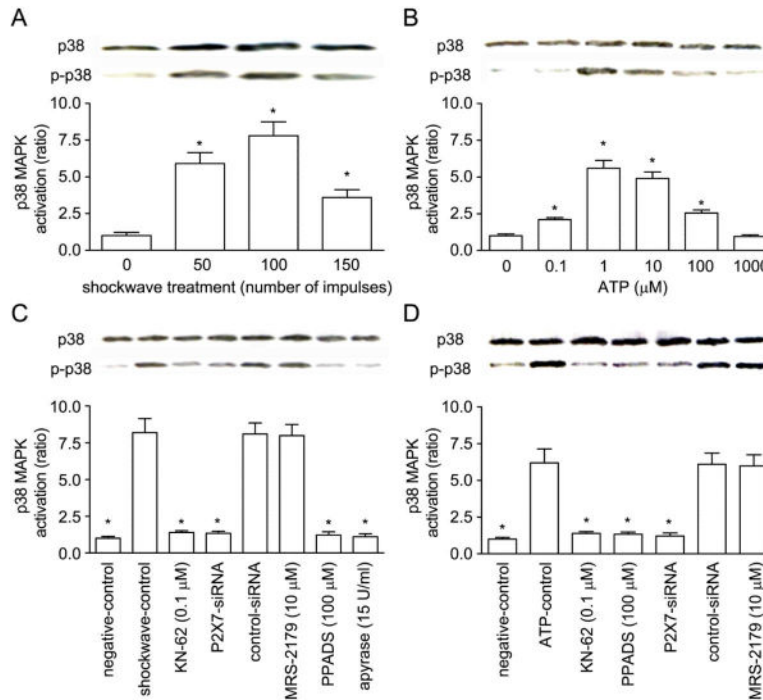 A
p38
p-p38
p38 MAPK
activation (ratio)
10.0
7.5
5.0
2.5
0.0
*
*
*
0 50 100 150
shockwave treatment (number of impulses)
B
p38
p-p38
p38 MAPK
activation (ratio)
10.0
7.5
5.0
2.5
0.0
*
*
*
*
0 0.1 1 10 100 1000
ATP (μM)
C
p38
p-p38
p38 MAPK
activation (ratio)
10.0
7.5
5.0
2.5
0.0
* * * * *
negative-control
shockwave-control
KN-62 (0.1 μM)
P2X7-siRNA
control-siRNA
MRS-2179 (10 μM)
PPADS (100 μM)
apyrase (15 U/ml)
D
p38
p-p38
p38 MAPK
activation (ratio)
10.0
7.5
5.0
2.5
0.0
* * * *
negative-control
ATP-control
KN-62 (0.1 μM)
PPADS (100 μM)
P2X7-siRNA
control-siRNA
MRS-2179 (10 μM)